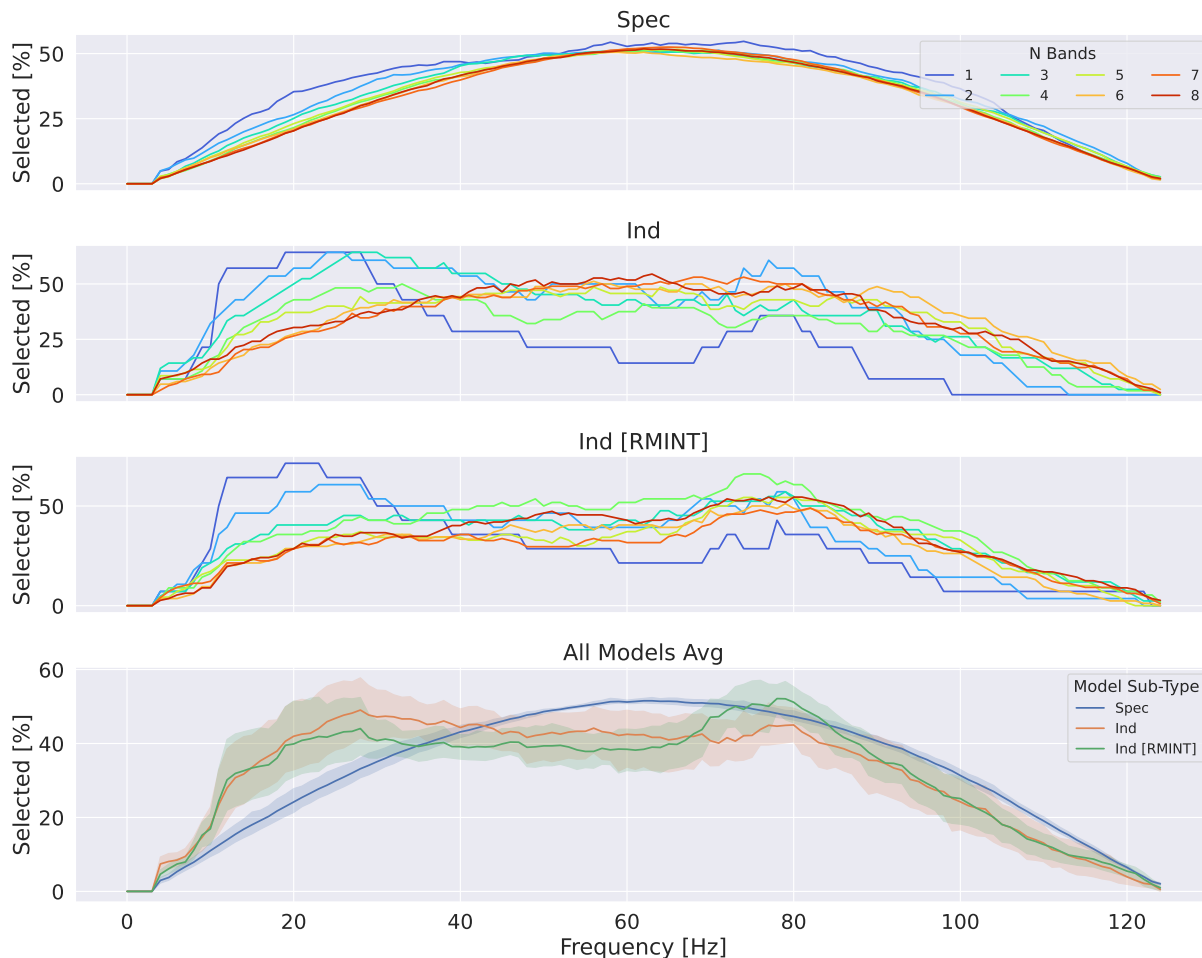 Spec
Selected [%]
50
25
0
N Bands
1 3 5 7
2 4 6 8
Ind
Selected [%]
50
25
0
Ind [RMINT]
Selected [%]
50
0
All Models Avg
Selected [%]
60
40
20
0
Model Sub-Type
Spec
Ind
Ind [RMINT]
0 20 40 60 80 100 120
Frequency [Hz]